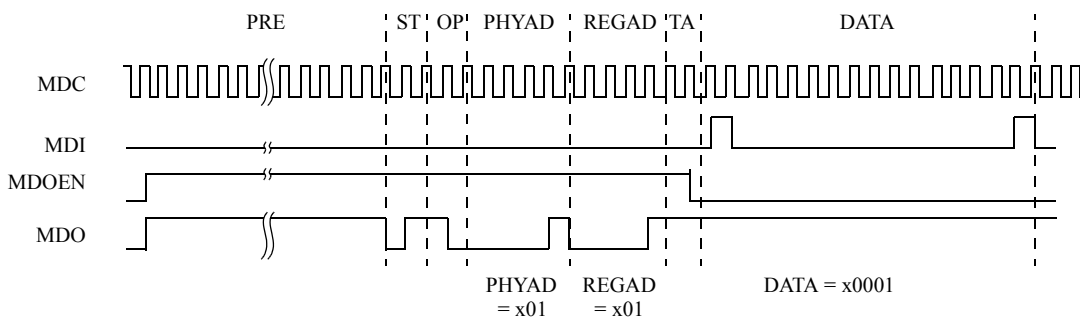 PRE ST OP PHYAD REGAD TA DATA
MDC
MDI
MDOEN
MDO
PHYAD REGAD DATA = x0001
= x01 = x01